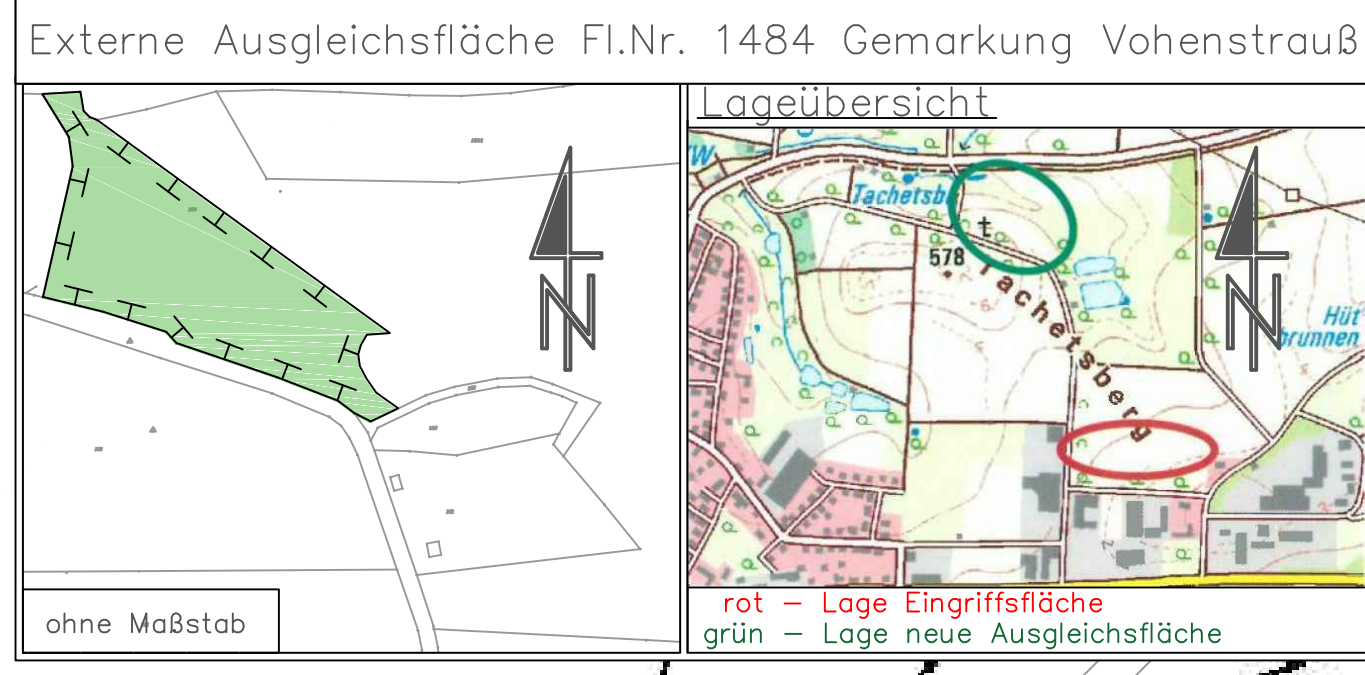 Externe Ausgleichsfläche Fl.Nr. 1484 Gemarkung Vohenstrauß
N
ohne Maßstab
Lageübersicht
W
Tachetsb
578
Tachetsberg
N
Hüt
brunnen
rot – Lage Eingriffsfläche
grün – Lage neue Ausgleichsfläche